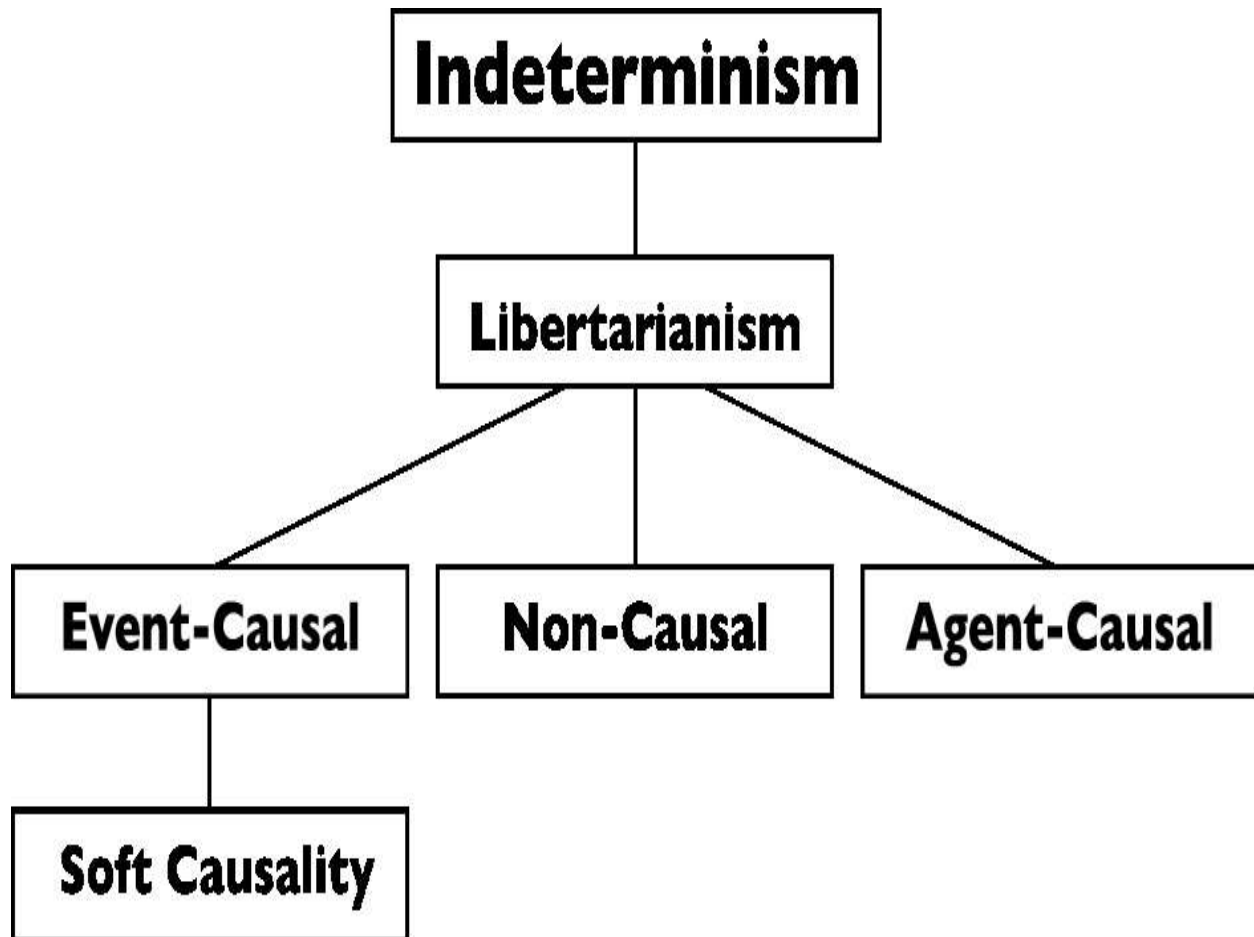 Indeterminism
Libertarianism
Event-Causal
Non-Causal
Agent-Causal
Soft Causality